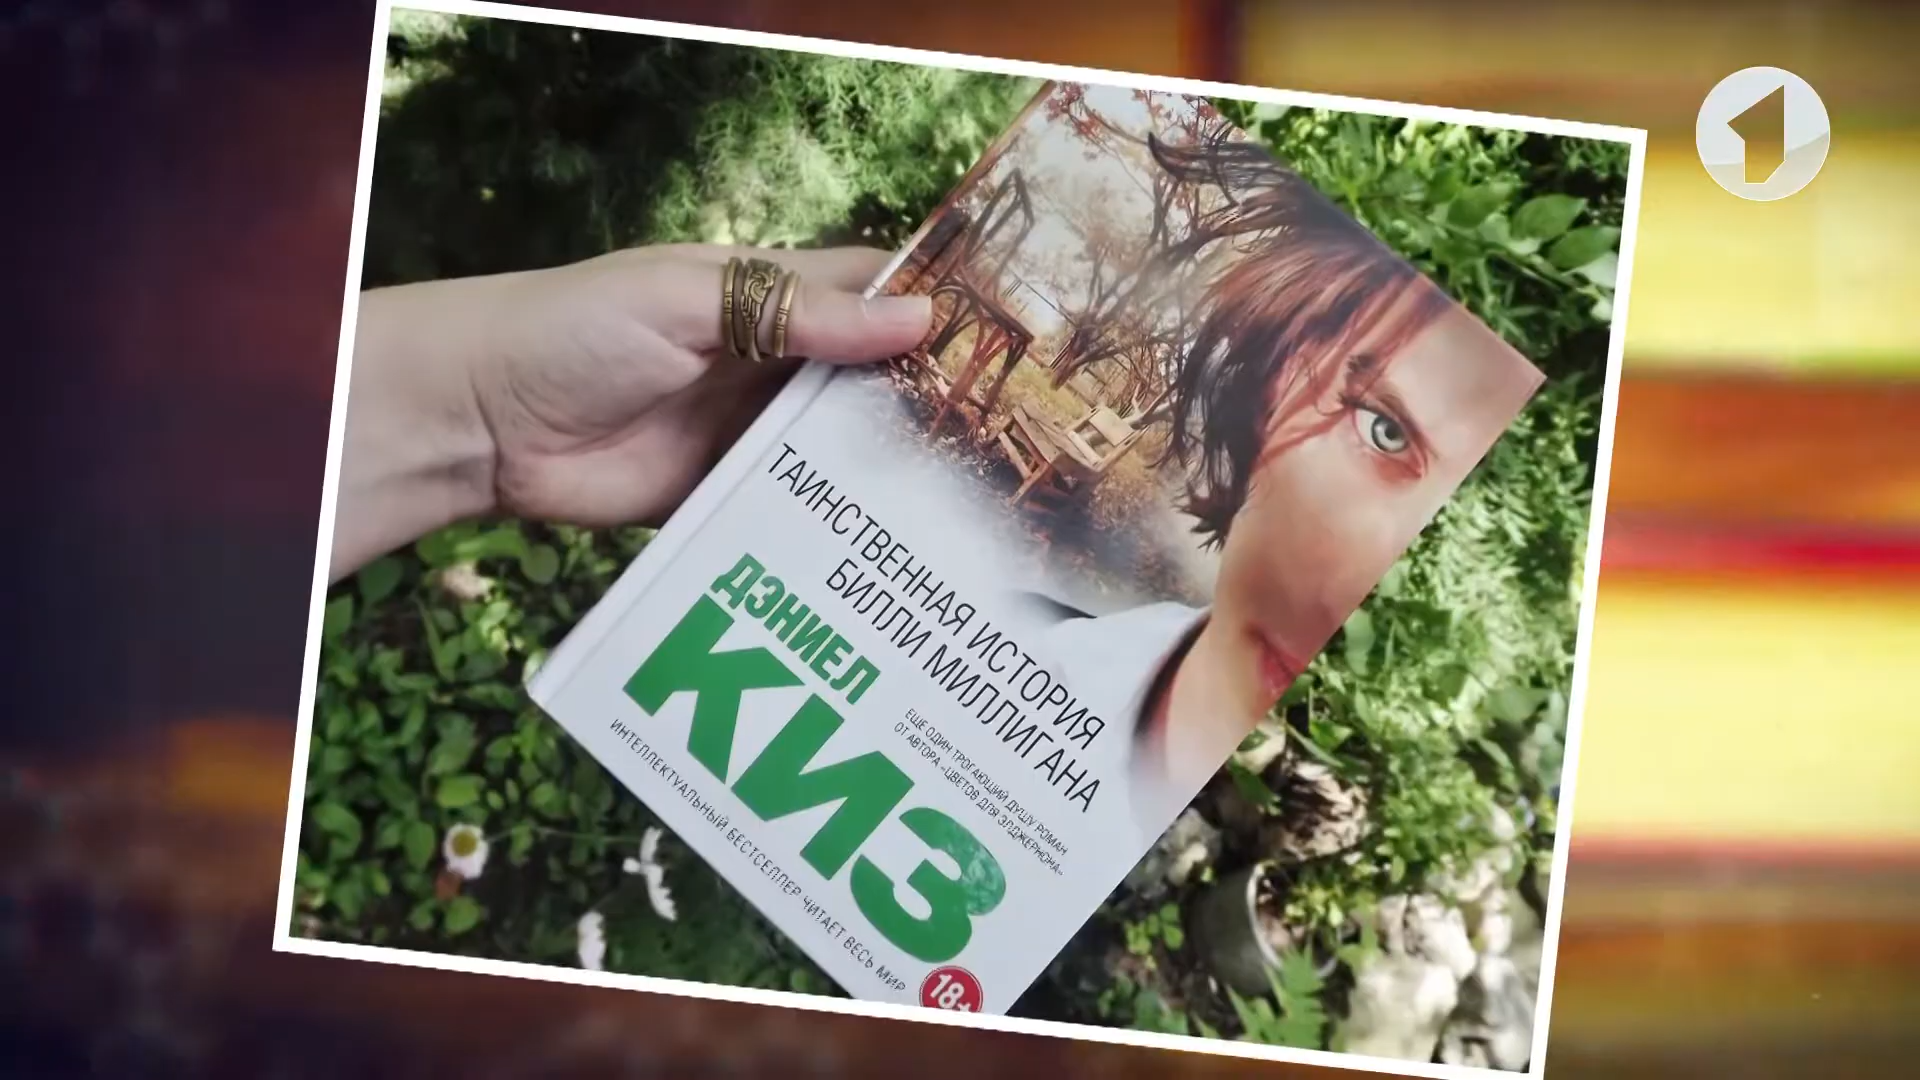 ТАИНСТВЕННАЯ ИСТОРИЯ
БИЛЛИ МИЛЛИГАНА
ДЭНИЕЛ
КИЗ
ЕЩЕ ОДИН ТРОГАЮЩИЙ ДУШУ РОМАН
ОТ АВТОРА «ЦВЕТОВ ДЛЯ ЭЛДЖЕРНОНА»
ИНТЕЛЛЕКТУАЛЬНЫЙ БЕСТСЕЛЛЕР ЧИТАЕТ ВЕСЬ МИР
18+
1